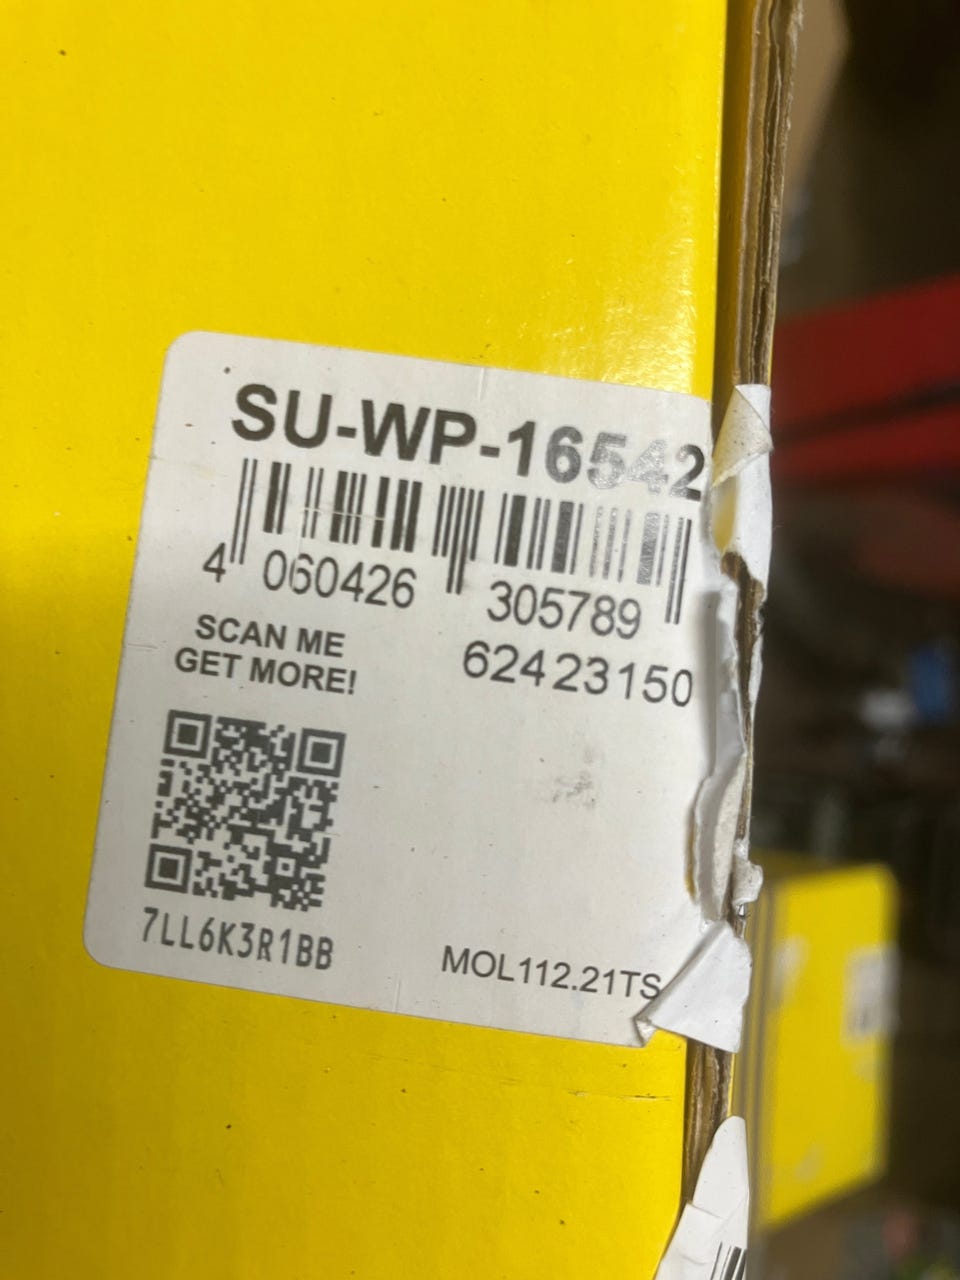 SU-WP-16542
4 060426 305789
SCAN ME
GET MORE!
62423150
7LL6K3R1BB
MOL112.21TS